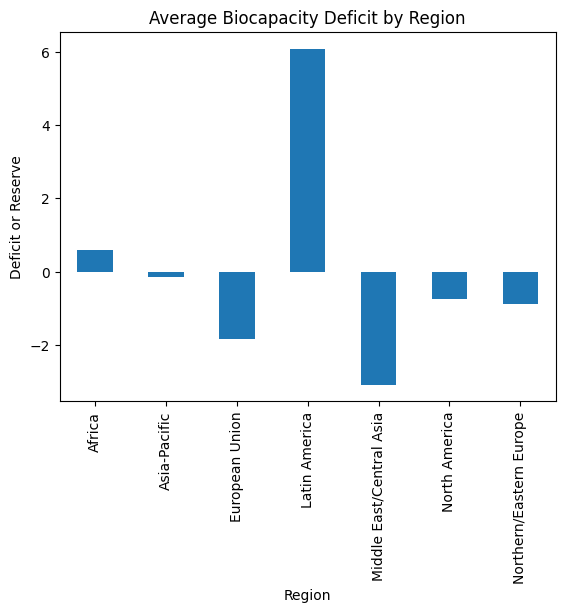 Average Biocapacity Deficit by Region
Deficit or Reserve
6
4
2
0
−2
Africa
Asia-Pacific
European Union
Latin America
Middle East/Central Asia
North America
Northern/Eastern Europe
Region